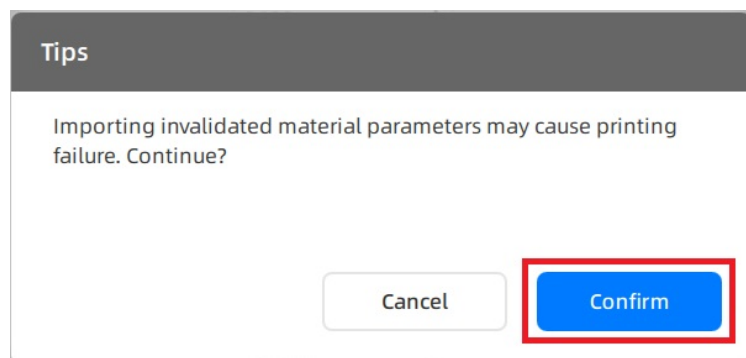 Tips
Importing invalidated material parameters may cause printing
failure. Continue?
Cancel
Confirm